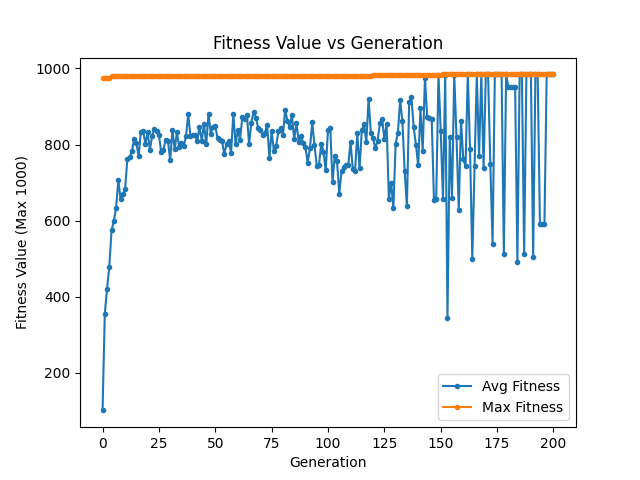 Fitness Value vs Generation
1000
800
600
400
200
Fitness Value (Max 1000)
0 25 50 75 100 125 150 175 200
Generation
Avg Fitness
Max Fitness